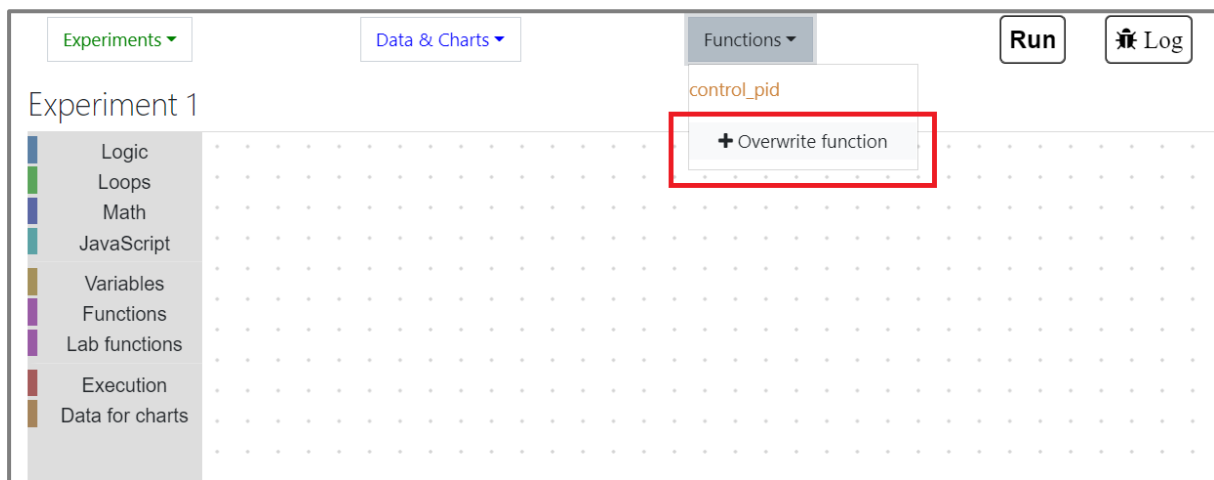 Experiments
Data & Charts
Functions
Run
Log
control_pid
+ Overwrite function
Experiment 1
Logic
Loops
Math
JavaScript
Variables
Functions
Lab functions
Execution
Data for charts